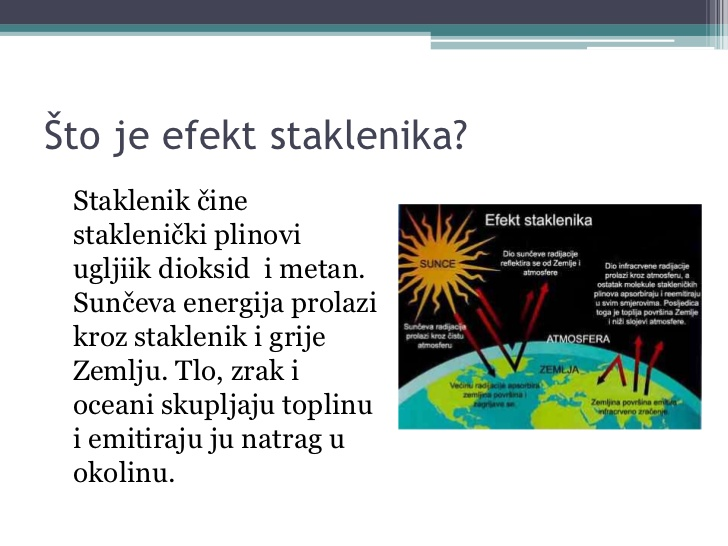 Što je efekt staklenika?
Staklenik čine
staklenički plinovi
ugljiik dioksid  i metan.
Sunčeva energija prolazi
kroz staklenik i grije
Zemlju. Tlo, zrak i
oceani skupljaju toplinu
i emitiraju ju natrag u
okolinu.
Efekt staklenika
SUNCE
Dio sunčeve radijacije
reflektira se od Zemlje i
atmosfere
Dio infracrvene radijacije
prolazi kroz atmosferu, a
ostatak molekule stakleničkih
plinova apsorbiraju i reemitiraju
u svim smjerovima. Posljedica
toga je toplija površina Zemlje
i niži slojevi atmosfere.
Sunčeva radijacija
prolazi kroz čistu
atmosferu
ATMOSFERA
ZEMLJA
Većinu radijacije apsorbira
zemljina površina i
zagrijava se.
Zemljina površina emitira
infracrveno zračenje.